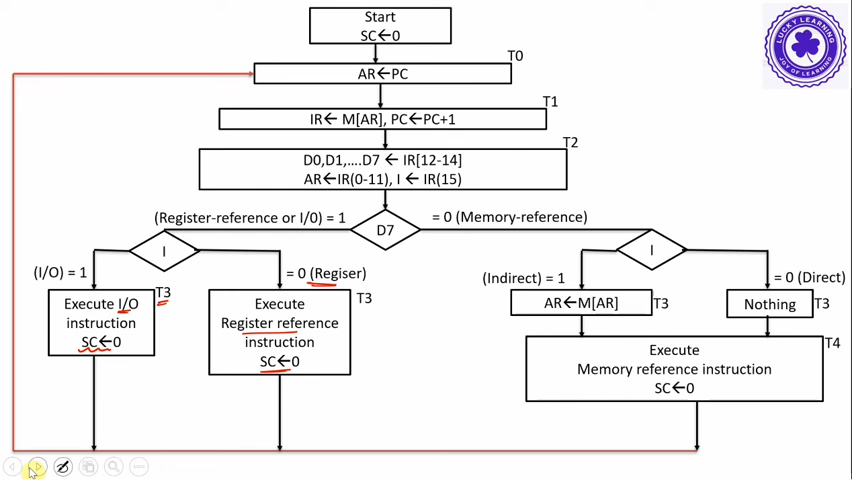 Start
SC←0
LUCKY LEARNING
JOY OF LEARNING
T0
AR←PC
T1
IR← M[AR], PC←PC+1
T2
D0,D1,....D7 ← IR[12-14]
AR←IR(0-11), I ← IR(15)
(Register-reference or I/0) = 1
D7
= 0 (Memory-reference)
I
I
(I/O) = 1
= 0 (Regiser)
(Indirect) = 1
= 0 (Direct)
T3
Execute I/O
instruction
SC←0
T3
Execute
Register reference
instruction
SC←0
AR←M[AR]
T3
Nothing
T3
T4
Execute
Memory reference instruction
SC←0